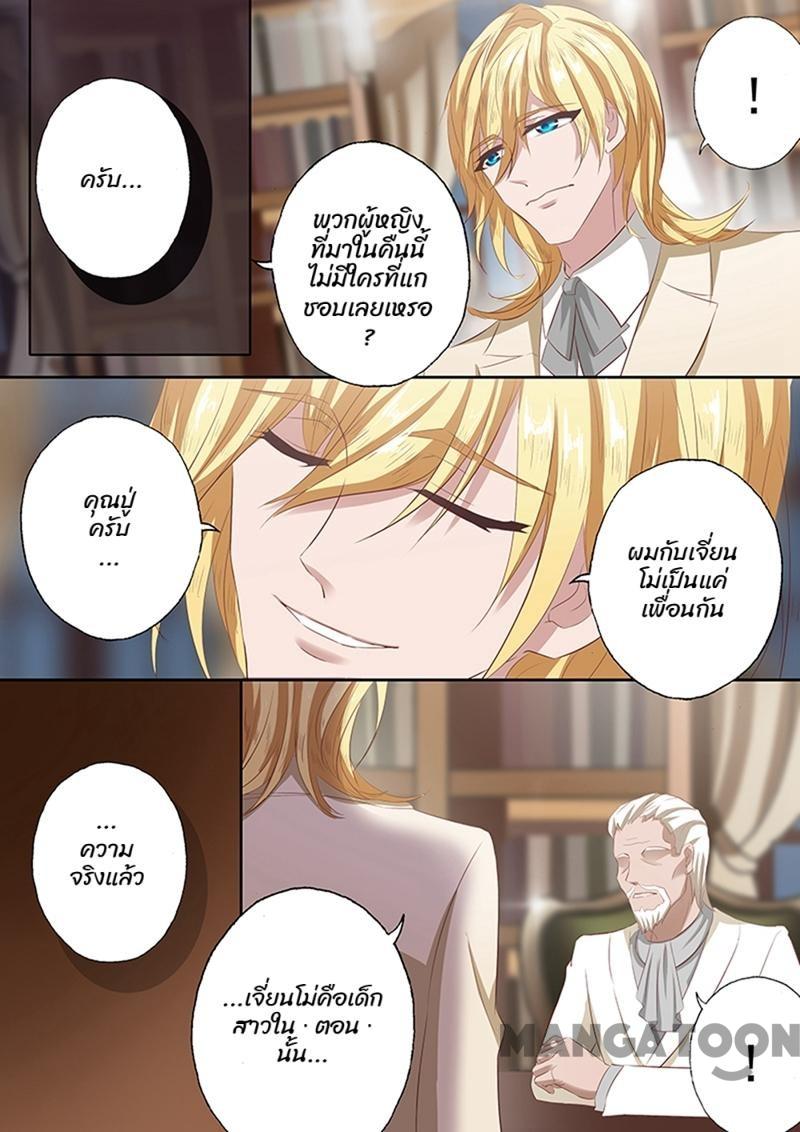 ครับ...
พวกผู้หญิง
ที่มาในคืนนี้
ไม่มีใครที่แก
ชอบเลยเหรอ
?
!
คุณปู่
ครับ
...
ผมกับเจี่ยน
โม่เป็นแค่
เพื่อนกัน
...
ความ
จริงแล้ว
...เจี่ยนโม่คือเด็ก
สาวใน · ตอน ·
นั้น...
!
MANGATOON